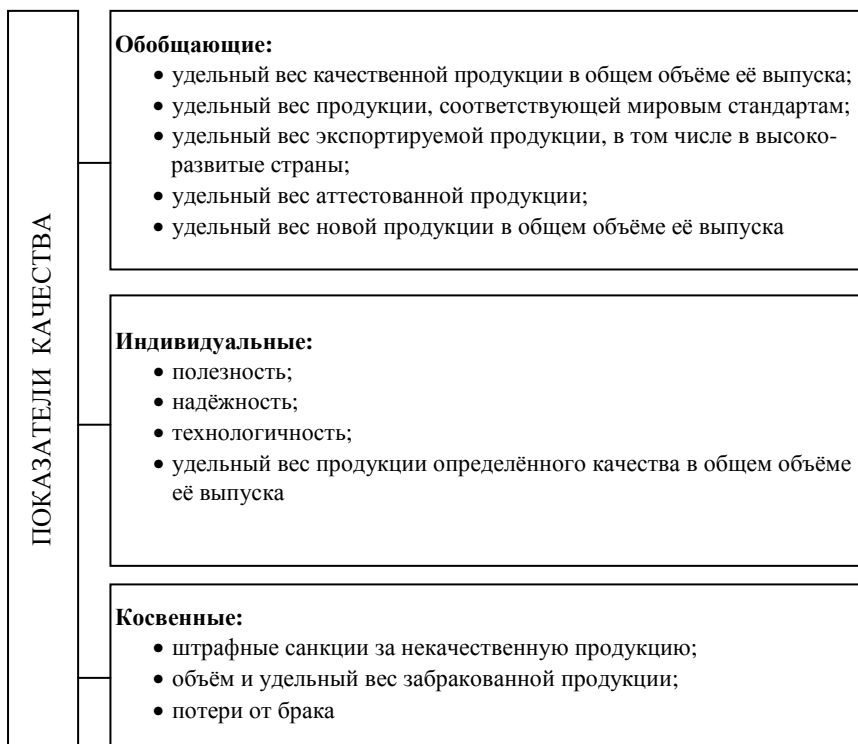 ПОКАЗАТЕЛИ КАЧЕСТВА
Обобщающие:
• удельный вес качественной продукции в общем объёме её выпуска;
• удельный вес продукции, соответствующей мировым стандартам;
• удельный вес экспортируемой продукции, в том числе в высоко-
развитые страны;
• удельный вес аттестованной продукции;
• удельный вес новой продукции в общем объёме её выпуска
Индивидуальные:
• полезность;
• надёжность;
• технологичность;
• удельный вес продукции определённого качества в общем объёме
её выпуска
Косвенные:
• штрафные санкции за некачественную продукцию;
• объём и удельный вес забракованной продукции;
• потери от брака